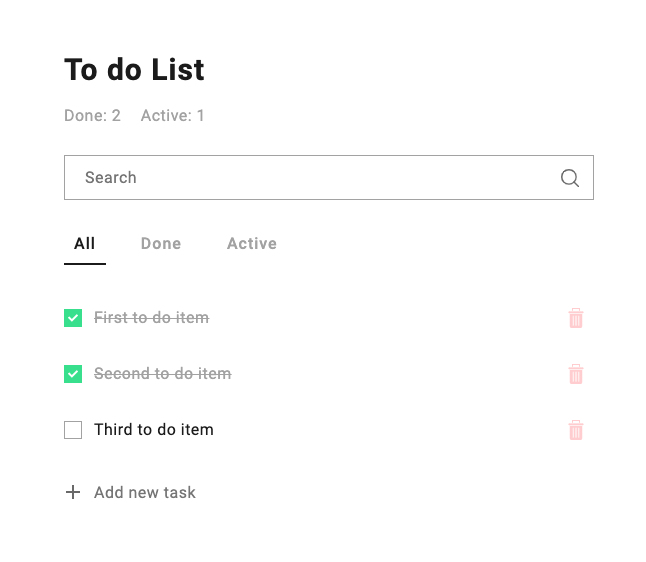 To do List
Done: 2 Active: 1
Search
All Done Active
First to do item
Second to do item
Third to do item
Add new task